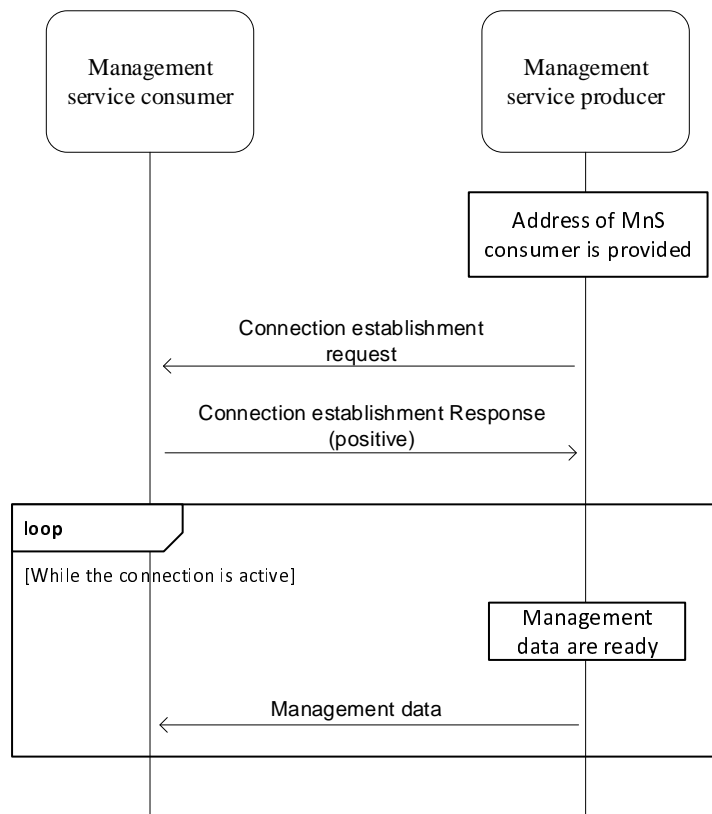 Management
service consumer
Management
service producer
Address of MnS
consumer is provided
Connection establishment
request
Connection establishment Response
(positive)
loop
[While the connection is active]
Management
data are ready
Management data